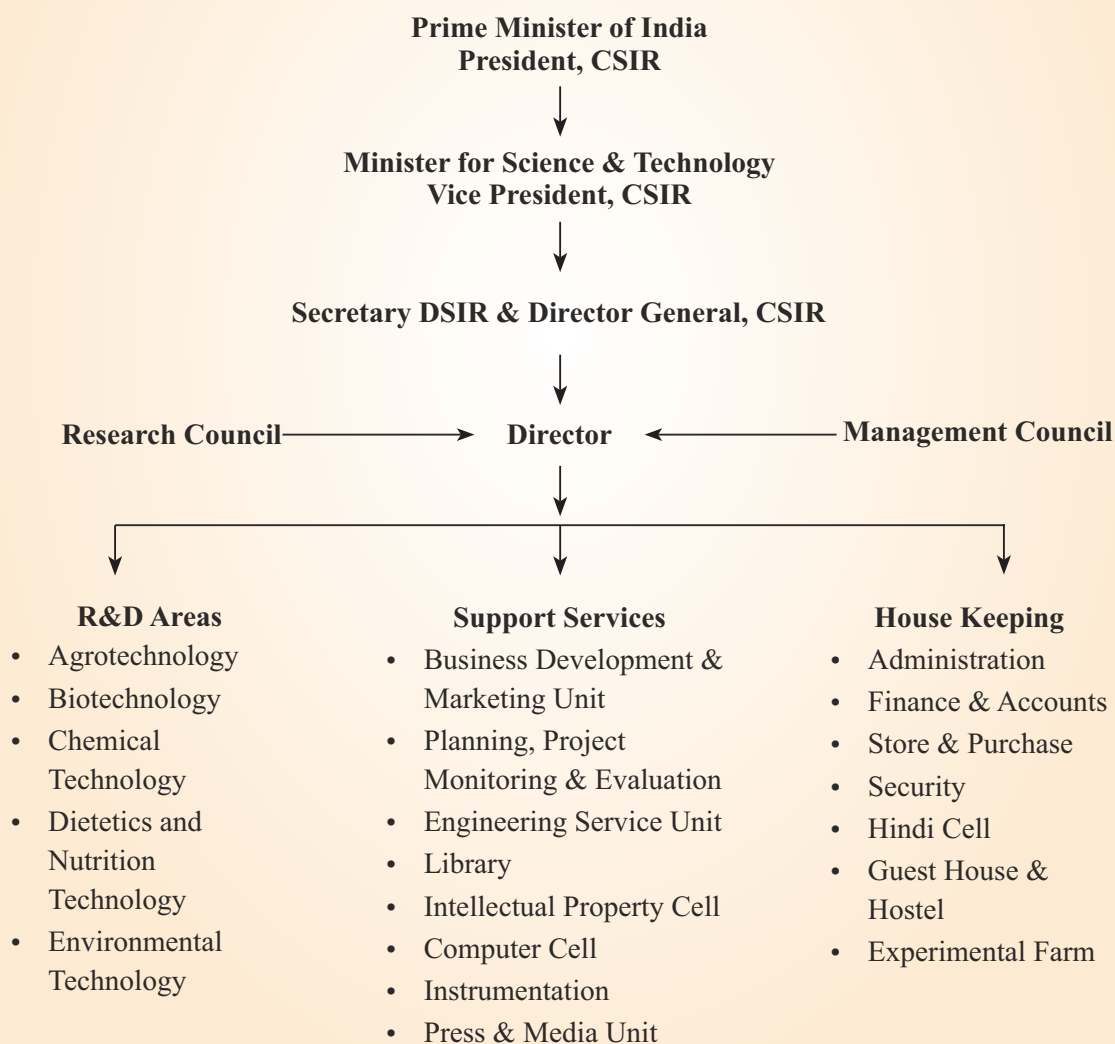 Prime Minister of India
President, CSIR
Minister for Science & Technology
Vice President, CSIR
Secretary DSIR & Director General, CSIR
Research Council
Director
Management Council
R&D Areas
• Agrotechnology
• Biotechnology
• Chemical
Technology
• Dietetics and
Nutrition
Technology
• Environmental
Technology
Support Services
• Business Development &
Marketing Unit
• Planning, Project
Monitoring & Evaluation
• Engineering Service Unit
• Library
• Intellectual Property Cell
• Computer Cell
• Instrumentation
• Press & Media Unit
House Keeping
• Administration
• Finance & Accounts
• Store & Purchase
• Security
• Hindi Cell
• Guest House &
Hostel
• Experimental Farm